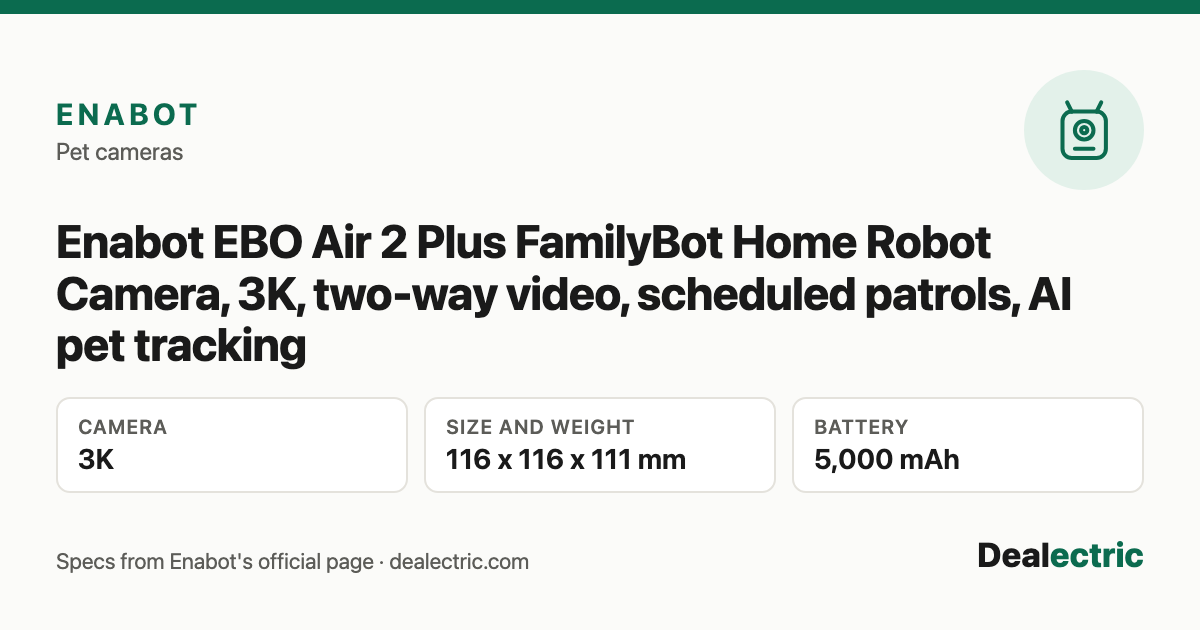 ENABOT
Pet cameras
Enabot EBO Air 2 Plus FamilyBot Home Robot
Camera, 3K, two-way video, scheduled patrols, AI
pet tracking
CAMERA
3K
SIZE AND WEIGHT
116 x 116 x 111 mm
BATTERY
5,000 mAh
Specs from Enabot's official page · dealectric.com
Dealectric